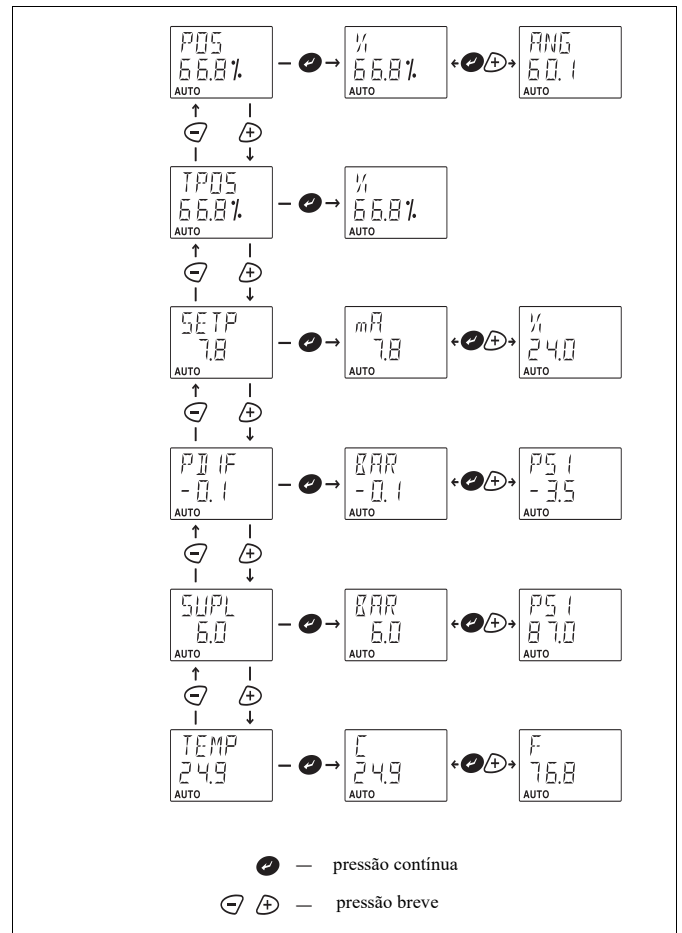 POS % ANG
66.8% 66.8% 60.1
AUTO AUTO AUTO
TPOS %
66.8% 66.8%
AUTO AUTO
SETP mA %
7.8 7.8 24.0
AUTO AUTO AUTO
PDIF BAR PSI
-0.1 -0.1 -3.5
AUTO AUTO AUTO
SUPL BAR PSI
6.0 6.0 87.0
AUTO AUTO AUTO
TEMP C F
24.9 24.9 76.8
AUTO AUTO AUTO
— pressão contínua
— pressão breve